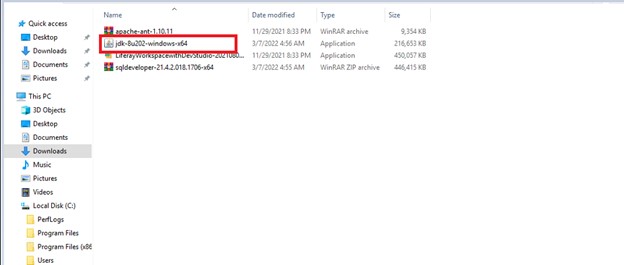 Name
Date modified
Type
Size
Quick access
Desktop
Downloads
Documents
Pictures
This PC
3D Objects
Desktop
Documents
Downloads
Music
Pictures
Videos
Local Disk (C:)
PerfLogs
Program Files
Program Files (x86
Users
apache-ant-1.10.11 11/29/2021 8:33 PM WinRAR archive 9,354 KB
jdk-8u202-windows-x64 3/7/2022 4:56 AM Application 216,653 KB
LiferayWorkspacewithDevStudio-2021080... 11/29/2021 8:33 PM Application 450,057 KB
sqldeveloper-21.4.2.018.1706-x64 3/7/2022 4:55 AM WinRAR ZIP archive 446,415 KB